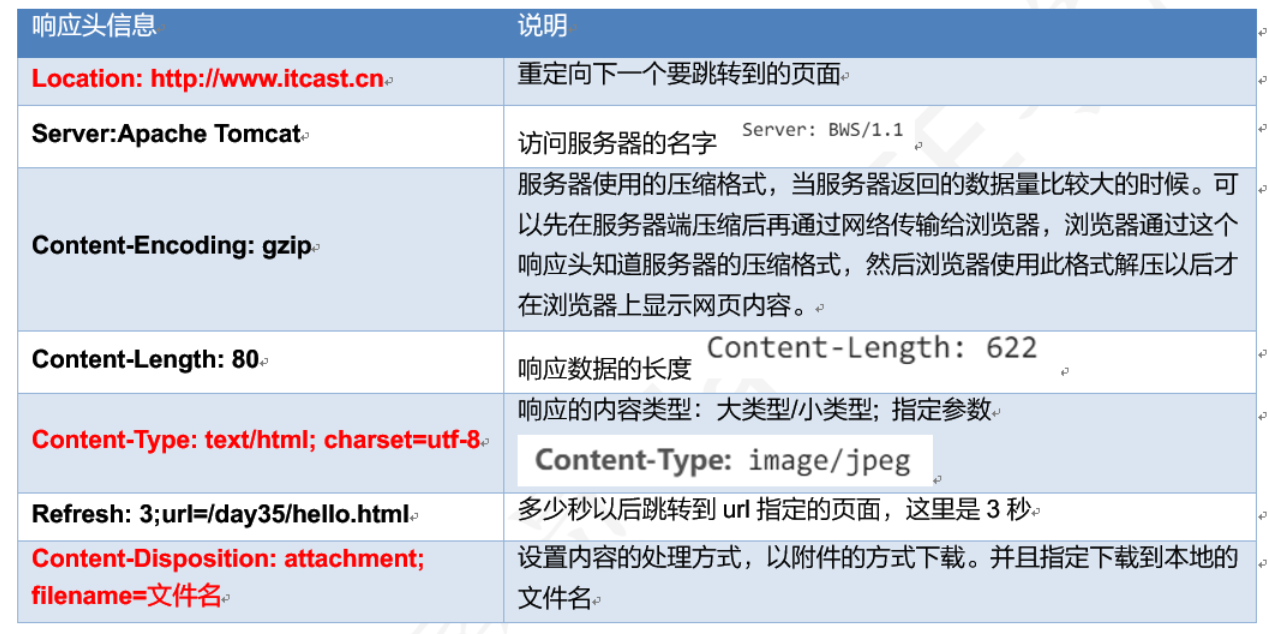 响应头信息 说明
Location: http://www.itcast.cn 重定向下一个要跳转到的页面
Server:Apache Tomcat 访问服务器的名字 Server: BWS/1.1
Content-Encoding: gzip
服务器使用的压缩格式，当服务器返回的数据量比较大的时候。可
以先在服务器端压缩后再通过网络传输给浏览器，浏览器通过这个
响应头知道服务器的压缩格式，然后浏览器使用此格式解压以后才
在浏览器上显示网页内容。
Content-Length: 80 响应数据的长度 Content-Length: 622
Content-Type: text/html; charset=utf-8
响应的内容类型：大类型/小类型; 指定参数
Content-Type: image/jpeg
Refresh: 3;url=/day35/hello.html 多少秒以后跳转到 url 指定的页面，这里是 3 秒
Content-Disposition: attachment;
filename=文件名
设置内容的处理方式，以附件的方式下载。并且指定下载到本地的
文件名